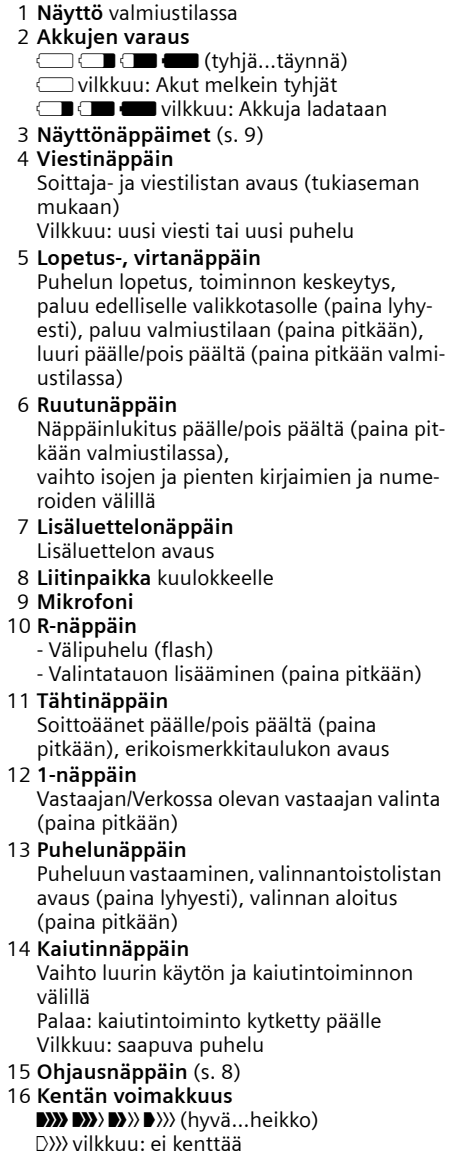 1 Näyttö valmiustilassa
2 Akkujen varaus
(tyhjä...täynnä)
vilkkuu: Akut melkein tyhjät
vilkkuu: Akkuja ladataan
3 Näyttönäppäimet (s. 9)
4 Viestinäppäin
Soittaja- ja viestilistan avaus (tukiaseman
mukaan)
Vilkkuu: uusi viesti tai uusi puhelu
5 Lopetus-, virtanäppäin
Puhelun lopetus, toiminnon keskeytys,
paluu edelliselle valikkotasolle (paina lyhy-
esti), paluu valmiustilaan (paina pitkään),
luuri päälle/pois päältä (paina pitkään valmi-
ustilassa)
6 Ruutunäppäin
Näppäinlukitus päälle/pois päältä (paina pit-
kään valmiustilassa),
vaihto isojen ja pienten kirjaimien ja nume-
roiden välillä
7 Lisäluettelonäppäin
Lisäluettelon avaus
8 Liitinpaikka kuulokkeelle
9 Mikrofoni
10 R-näppäin
- Välipuhelu (flash)
- Valintatauon lisääminen (paina pitkään)
11 Tähtinäppäin
Soittoäänet päälle/pois päältä (paina
pitkään), erikoismerkkitaulukon avaus
12 1-näppäin
Vastaajan/Verkossa olevan vastaajan valinta
(paina pitkään)
13 Puhelunäppäin
Puheluun vastaaminen, valinnantoistolistan
avaus (paina lyhyesti), valinnan aloitus
(paina pitkään)
14 Kaiutinnäppäin
Vaihto luurin käytön ja kaiutintoiminnon
välillä
Palaa: kaiutintoiminto kytketty päälle
Vilkkuu: saapuva puhelu
15 Ohjausnäppäin (s. 8)
16 Kentän voimakkuus
(hyvä...heikko)
vilkkuu: ei kenttää